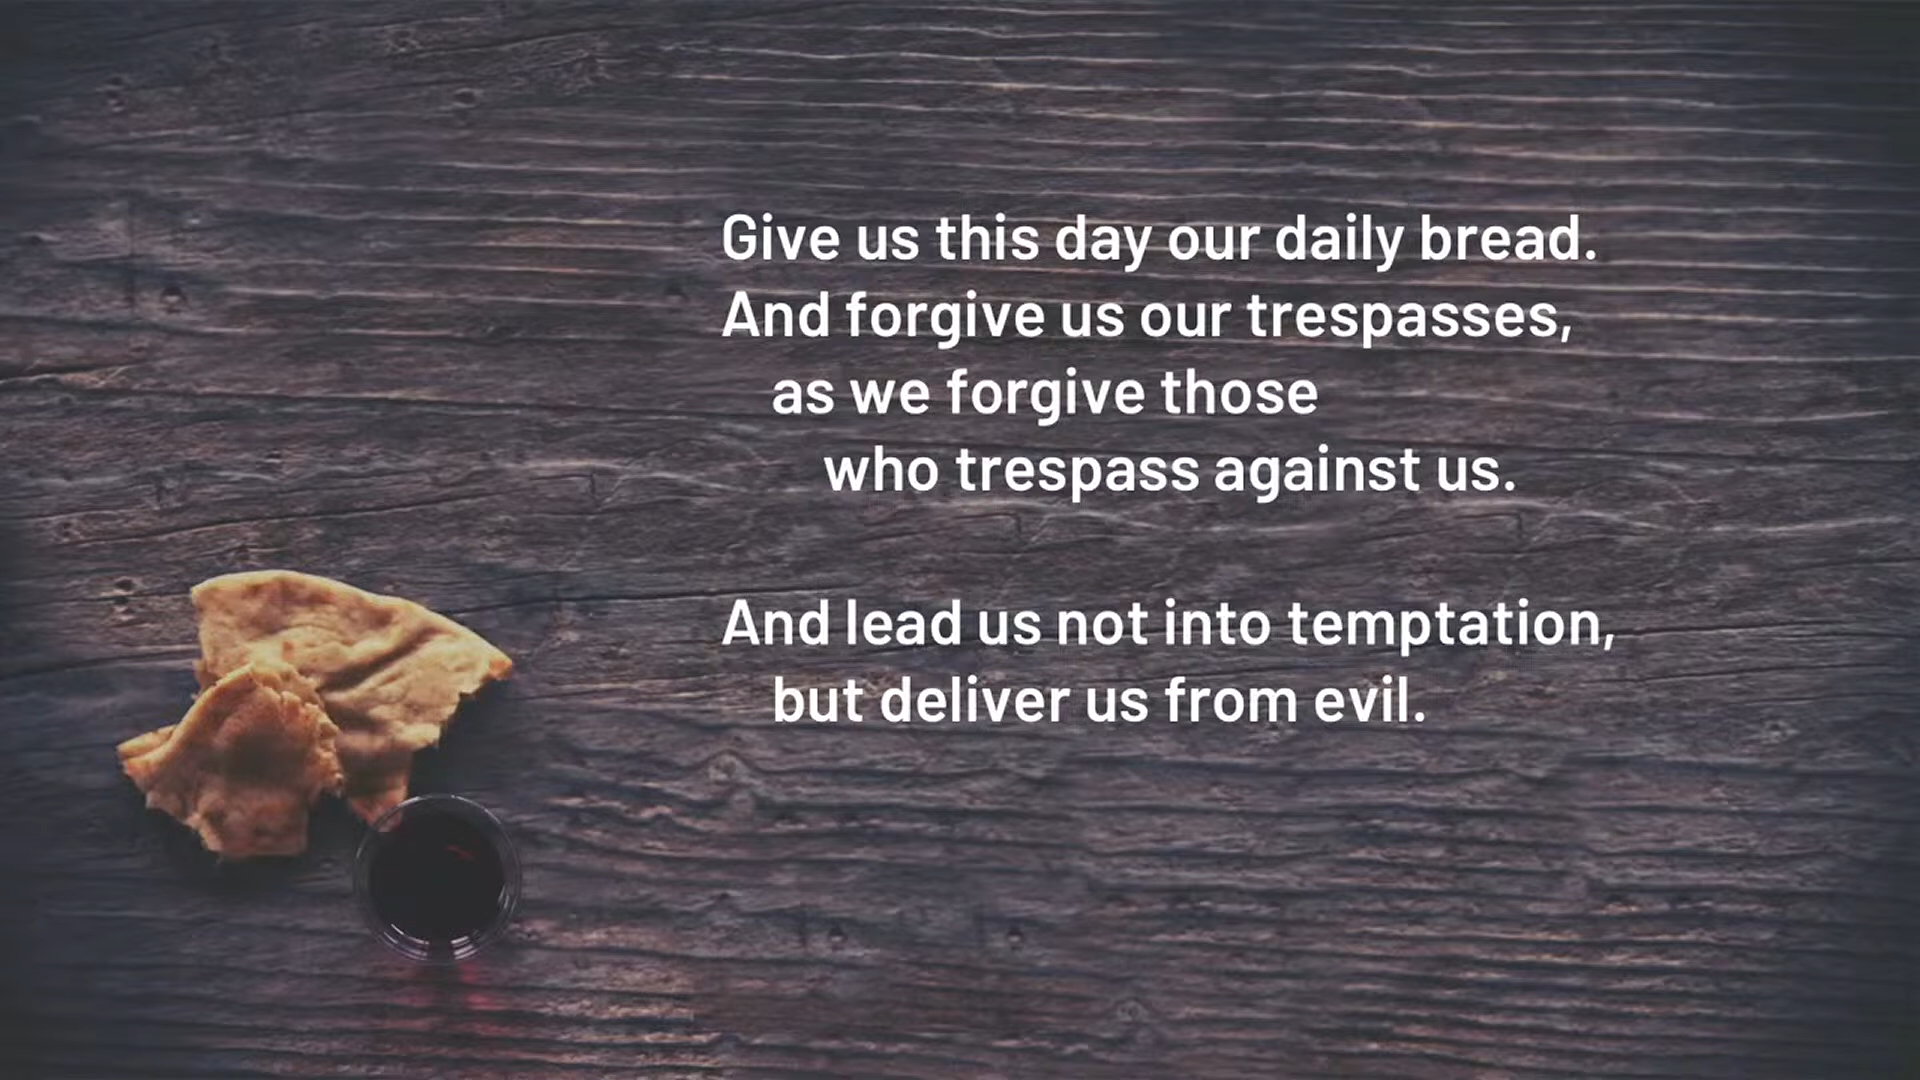 Give us this day our daily bread.
And forgive us our trespasses,
as we forgive those
who trespass against us.
And lead us not into temptation,
but deliver us from evil.